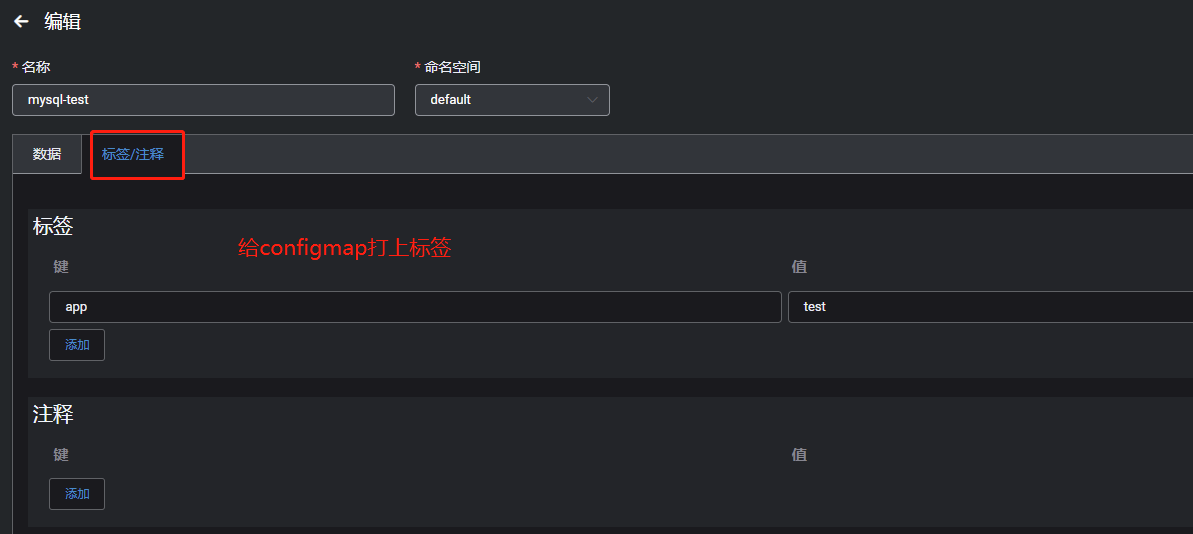 编辑
* 名称
* 命名空间
mysql-test
default
数据
标签/注释
标签
给configmap打上标签
键
值
app
test
添加
注释
键
值
添加